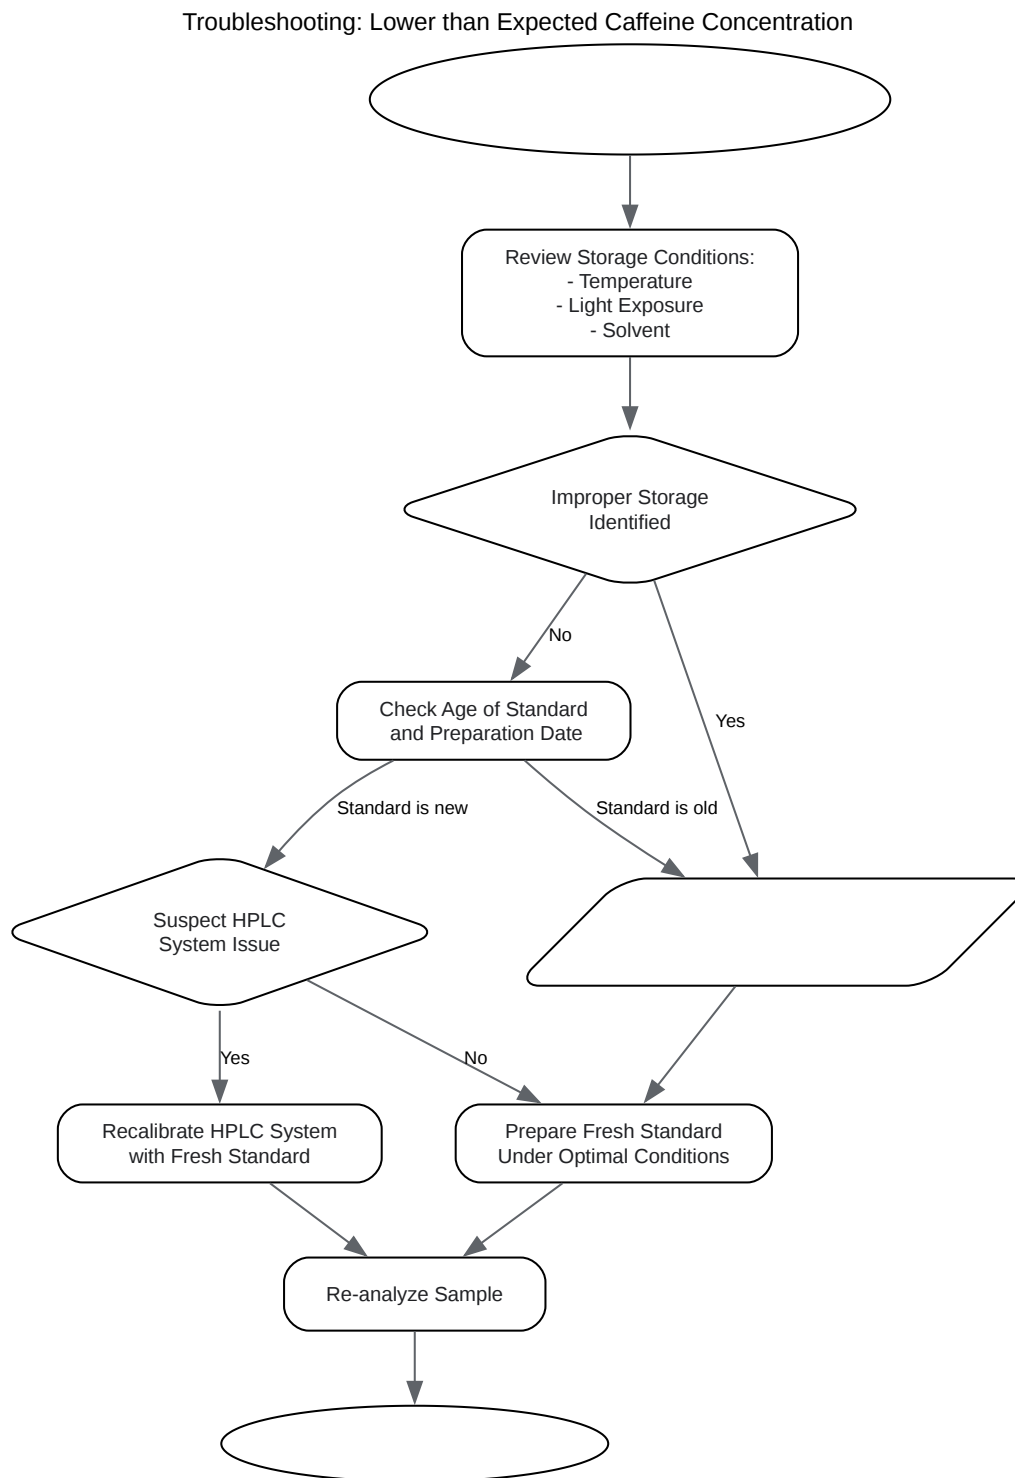 Troubleshooting: Lower than Expected Caffeine Concentration
Review Storage Conditions:
- Temperature
- Light Exposure
- Solvent
Improper Storage
Identified
No
Yes
Check Age of Standard
and Preparation Date
Standard is new
Standard is old
Suspect HPLC
System Issue
Yes
No
Recalibrate HPLC System
with Fresh Standard
Prepare Fresh Standard
Under Optimal Conditions
Re-analyze Sample